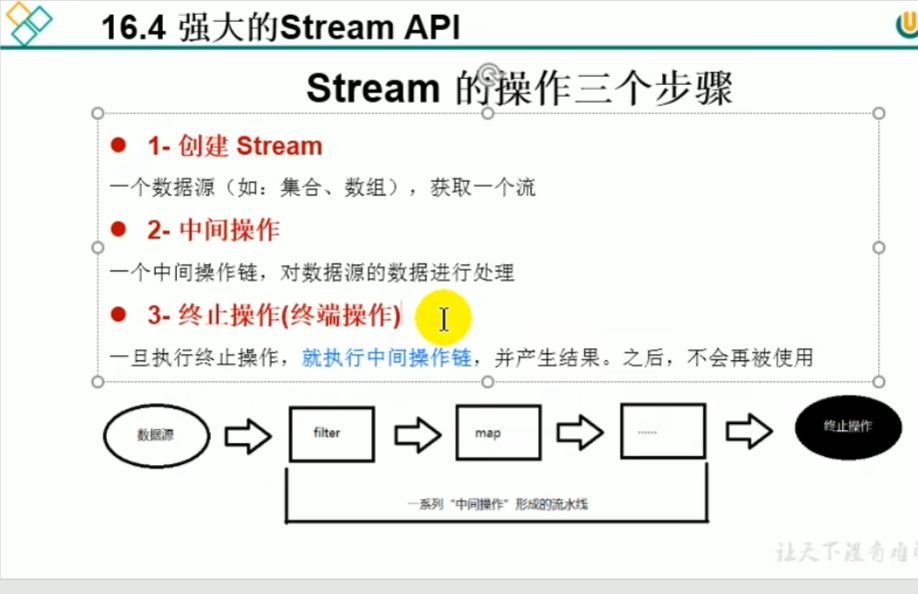 16.4 强大的Stream API
Stream 的操作三个步骤
1- 创建 Stream
一个数据源（如：集合、数组），获取一个流
2- 中间操作
一个中间操作链，对数据源的数据进行处理
3- 终止操作(终端操作)
一旦执行终止操作，就执行中间操作链，并产生结果。之后，不会再被使用
数据源
filter
map
......
终止操作
一系列“中间操作”形成的流水线
让天下没有难